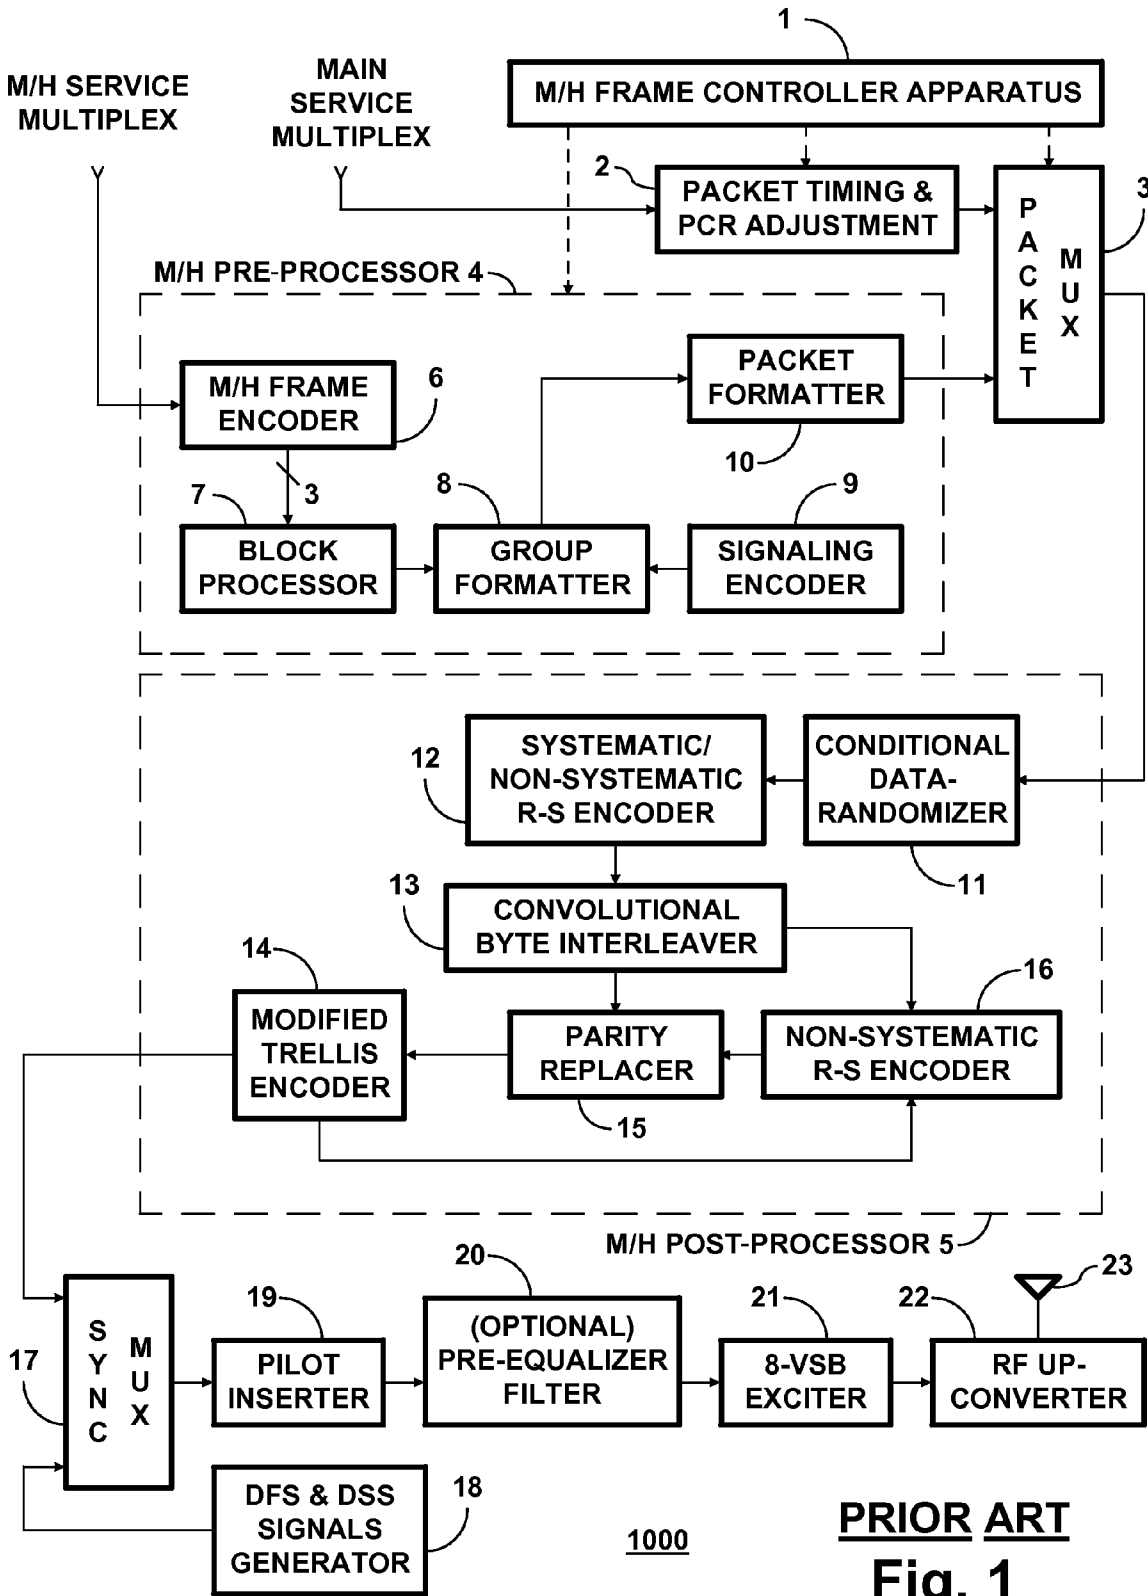 1
M/H SERVICE
MULTIPLEX
MAIN
SERVICE
MULTIPLEX
M/H FRAME CONTROLLER APPARATUS
2
PACKET TIMING &
PCR ADJUSTMENT
PACKET
MUX
3
M/H PRE-PROCESSOR 4
M/H FRAME
ENCODER
6
PACKET
FORMATTER
10
3
7
BLOCK
PROCESSOR
8
GROUP
FORMATTER
9
SIGNALING
ENCODER
12
SYSTEMATIC/
NON-SYSTEMATIC
R-S ENCODER
CONDITIONAL
DATA-
RANDOMIZER
11
13
CONVOLUTIONAL
BYTE INTERLEAVER
14
MODIFIED
TRELLIS
ENCODER
PARITY
REPLACER
15
16
NON-SYSTEMATIC
R-S ENCODER
M/H POST-PROCESSOR 5
17
SYNC
MUX
19
PILOT
INSERTER
20
(OPTIONAL)
PRE-EQUALIZER
FILTER
21
8-VSB
EXCITER
22
RF UP-
CONVERTER
23
DFS & DSS
SIGNALS
GENERATOR
18
1000
PRIOR ART
Fig. 1